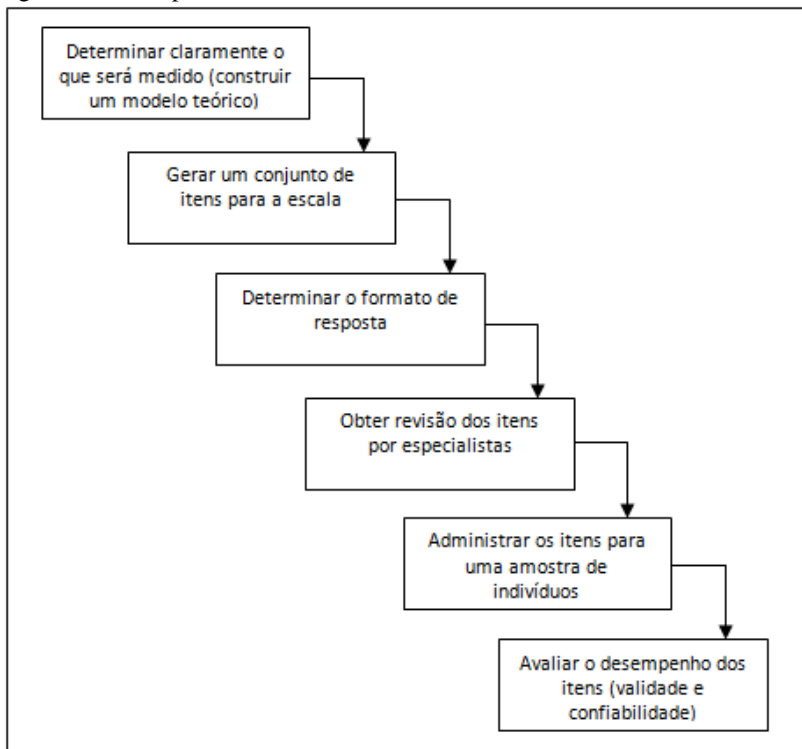 Determinar claramente o
que será medido (construir
um modelo teórico)
Gerar um conjunto de
itens para a escala
Determinar o formato de
resposta
Obter revisão dos itens
por especialistas
Administrar os itens para
uma amostra de
indivíduos
Avaliar o desempenho dos
itens (validade e
confiabilidade)